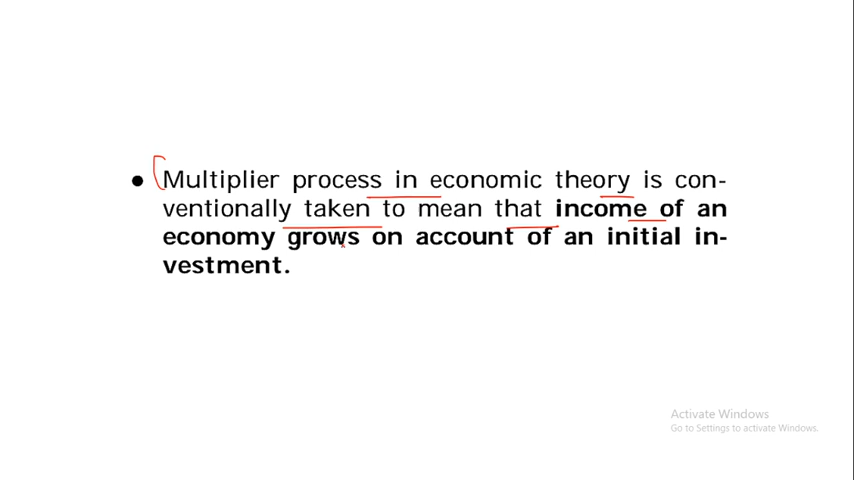 ● Multiplier process in economic theory is con-
ventionally taken to mean that income of an
economy grows on account of an initial in-
vestment.
Activate Windows
Go to Settings to activate Windows.